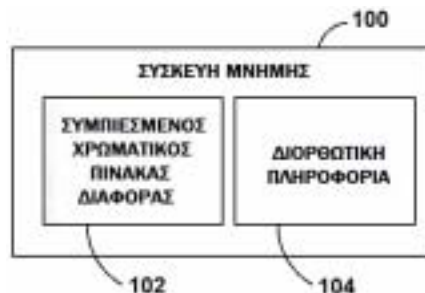 100
ΣΥΣΚΕΥΗ ΜΝΗΜΗΣ
ΣΥΜΠΙΕΣΜΕΝΟΣ
ΧΡΩΜΑΤΙΚΟΣ
ΠΙΝΑΚΑΣ
ΔΙΑΦΟΡΑΣ
ΔΙΟΡΘΩΤΙΚΗ
ΠΛΗΡΟΦΟΡΙΑ
102
104